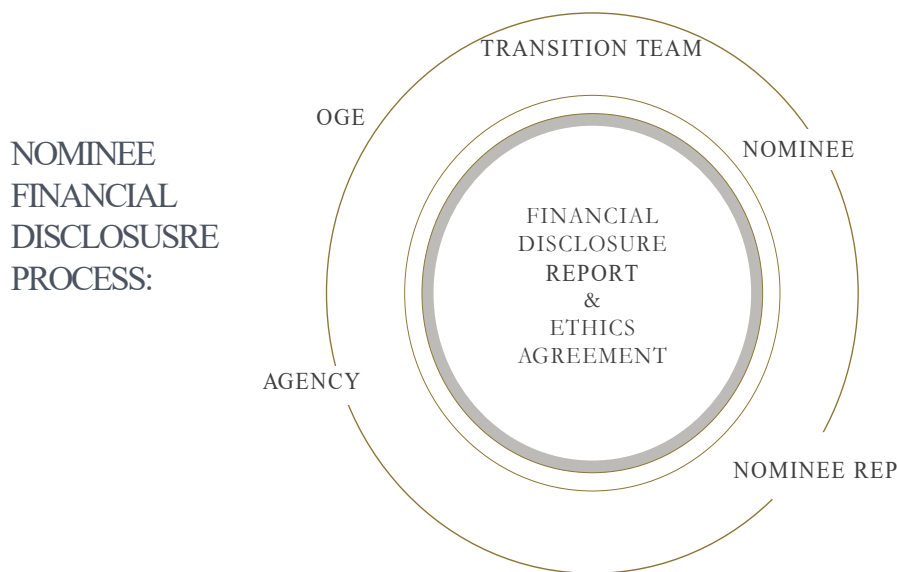 NOMINEE
FINANCIAL
DISCLOSUSRE
PROCESS:
TRANSITION TEAM
OGE
NOMINEE
FINANCIAL
DISCLOSURE
REPORT
&
ETHICS
AGREEMENT
AGENCY
NOMINEE REP